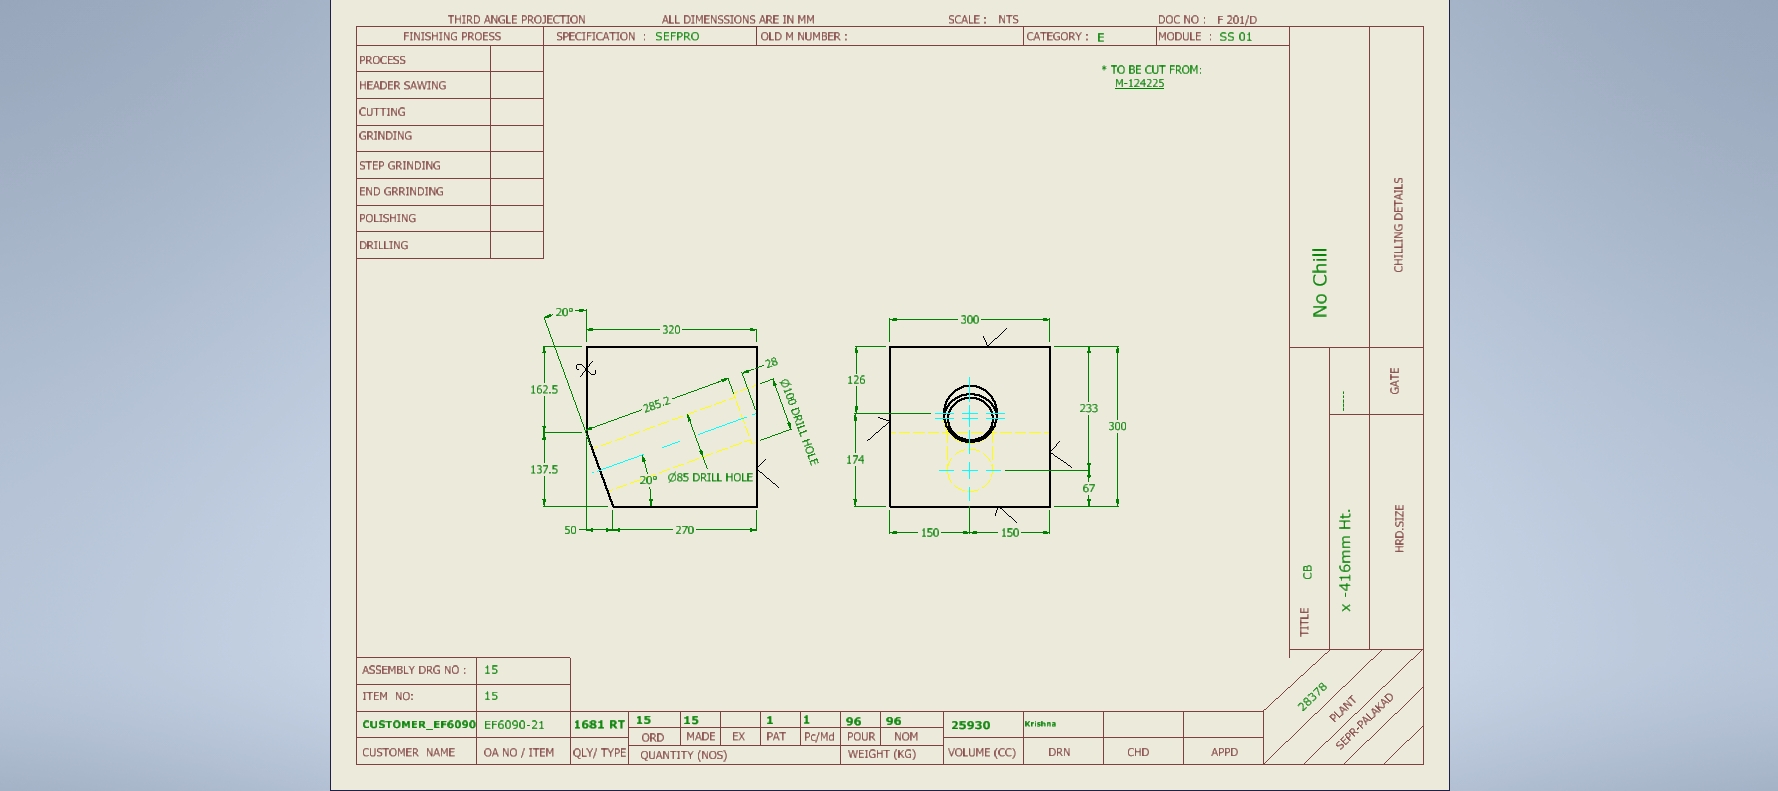 THIRD ANGLE PROJECTION ALL DIMENSSIONS ARE IN MM SCALE : NTS DOC NO : F 201/D
FINISHING PROESS SPECIFICATION : SEFPRO OLD M NUMBER : CATEGORY : E MODULE : SS 01
PROCESS
HEADER SAWING
CUTTING
GRINDING
STEP GRINDING
END GRRINDING
POLISHING
DRILLING
* TO BE CUT FROM:
M-124225
20°
320
162.5
137.5
285.2
28
Ø100 DRILL HOLE
Ø85 DRILL HOLE
20°
50
270
300
126
174
233
300
67
150
150
No Chill
CHILLING DETAILS
-----
GATE
TITLE CB
x -416mm Ht.
HRD.SIZE
28378
PLANT
SEPR-PALAKAD
ASSEMBLY DRG NO : 15
ITEM NO: 15
CUSTOMER_EF6090 EF6090-21 1681 RT 15 15 1 1 96 96 25930 Krishna
ORD MADE EX PAT Pc/Md POUR NOM
CUSTOMER NAME OA NO / ITEM QLY/ TYPE QUANTITY (NOS) WEIGHT (KG) VOLUME (CC) DRN CHD APPD